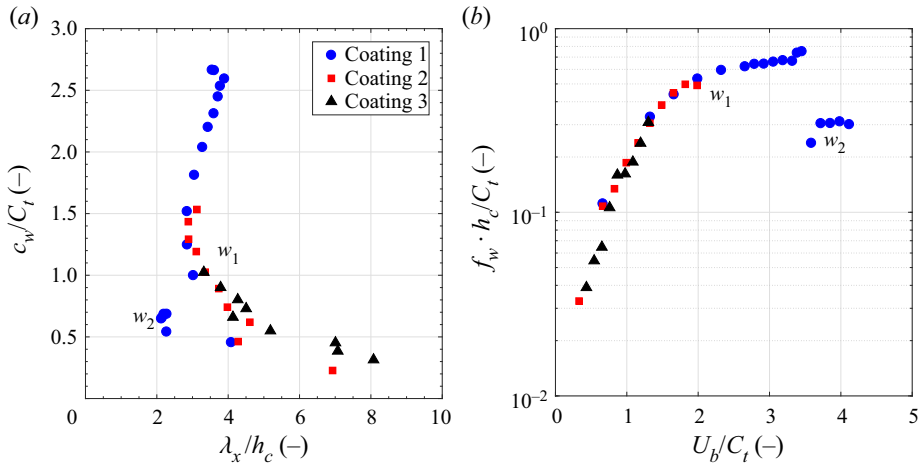 (a)
3.0
2.5
2.0
1.5
1.0
0.5
c_w/C_t (–)
Coating 1
Coating 2
Coating 3
w_1
w_2
0 2 4 6 8 10
λ_x/h_c (–)
(b)
10^0
10^−1
10^−2
f_w · h_c/C_t (–)
w_1
w_2
0 1 2 3 4 5
U_b/C_t (–)